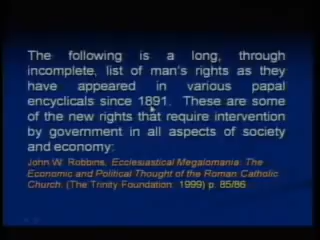 The following is a long, through
incomplete, list of man's rights as they
have appeared in various papal
encyclicals since 1891. These are some
of the new rights that require intervention
by government in all aspects of society
and economy:
John W. Robbins, Ecclesiastical Megalomania: The
Economic and Political Thought of the Roman Catholic
Church. (The Trinity Foundation: 1999) p. 85/86